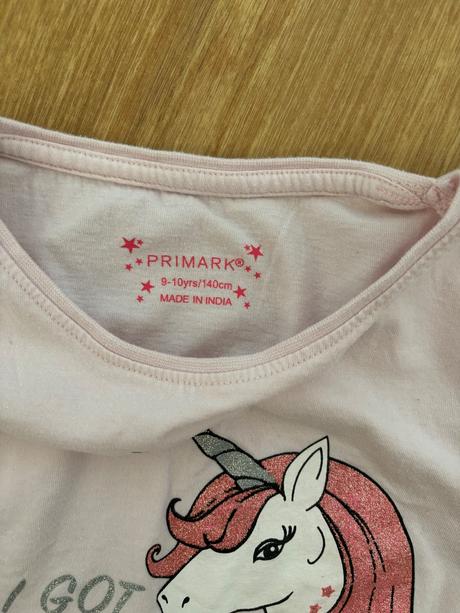 PRIMARK®
9-10yrs/140cm
MADE IN INDIA
I GOT